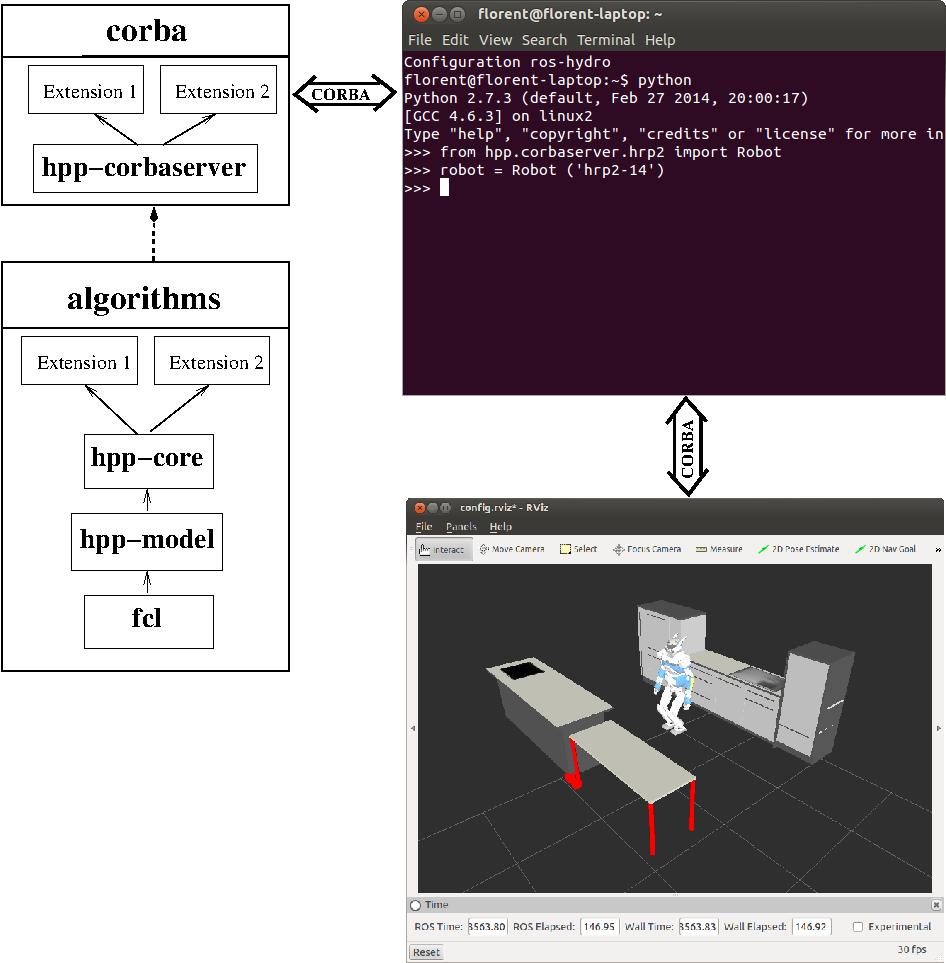 corba
Extension 1
Extension 2
hpp-corbaserver
CORBA
algorithms
Extension 1
Extension 2
hpp-core
hpp-model
fcl
florent@florent-laptop: ~
File Edit View Search Terminal Help
Configuration ros-hydro
florent@florent-laptop:~$ python
Python 2.7.3 (default, Feb 27 2014, 20:00:17)
[GCC 4.6.3] on linux2
Type "help", "copyright", "credits" or "license" for more in
>>> from hpp.corbaserver.hrp2 import Robot
>>> robot = Robot ('hrp2-14')
>>>
CORBA
config.rviz* - RViz
File Panels Help
Interact Move Camera Select Focus Camera Measure 2D Pose Estimate 2D Nav Goal »
Time
ROS Time: 3563.80 ROS Elapsed: 146.95 Wall Time: 3563.83 Wall Elapsed: 146.92 Experimental
Reset 30 fps